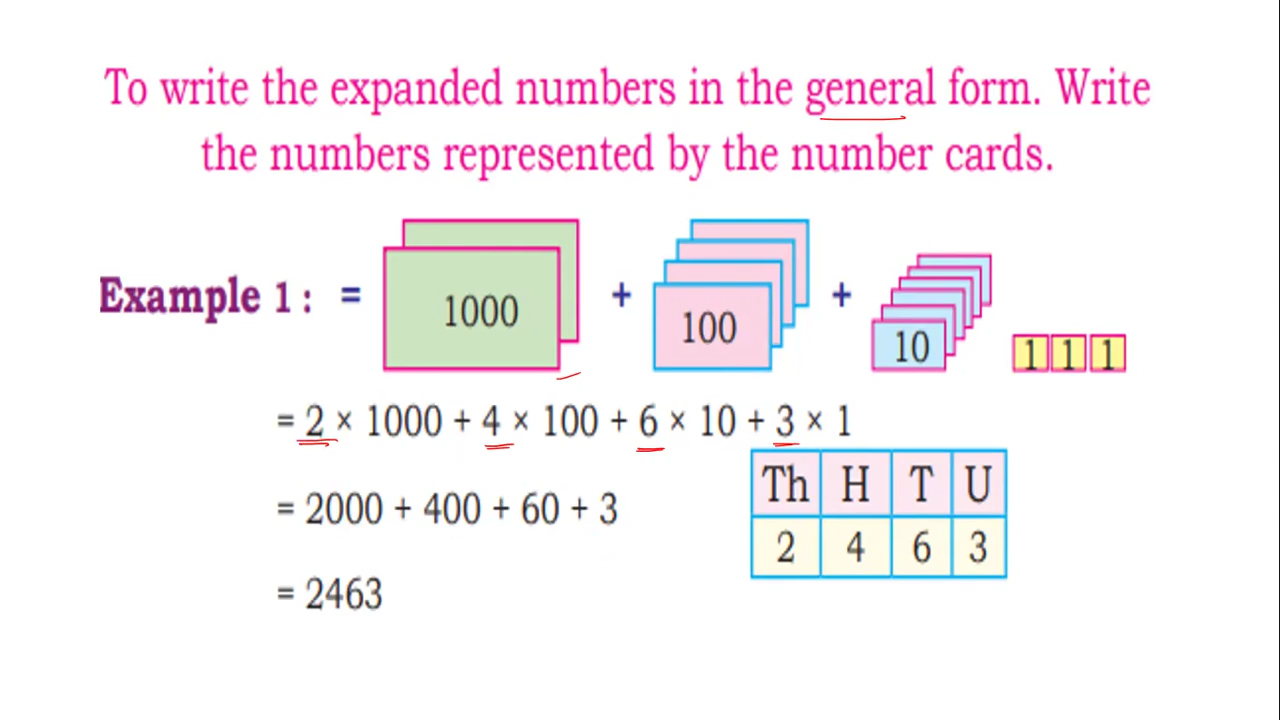 To write the expanded numbers in the general form. Write
the numbers represented by the number cards.
Example 1 : = 1000 + 100 + 10 1 1 1
= 2 × 1000 + 4 × 100 + 6 × 10 + 3 × 1
Th H T U
= 2000 + 400 + 60 + 3
2 4 6 3
= 2463